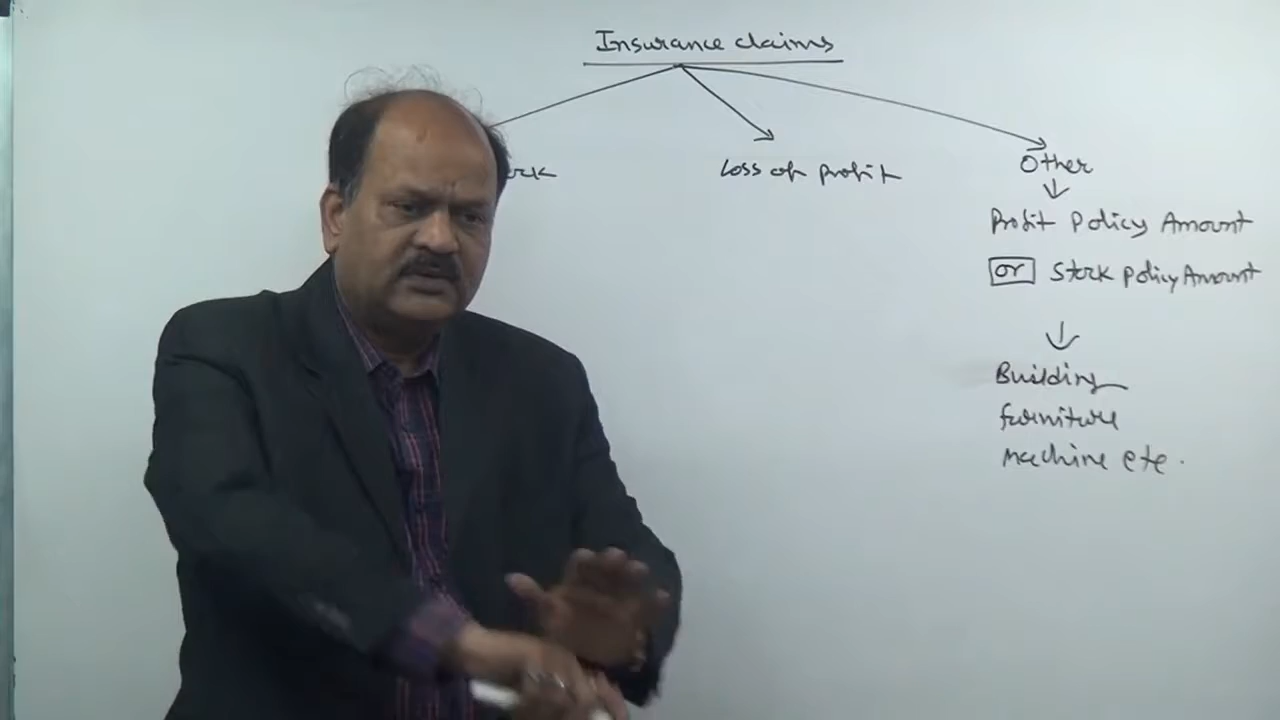 Insurance claims
Loss of profit
Other
Profit Policy Amount
or Stock policy Amount
Building
furniture
machine etc.